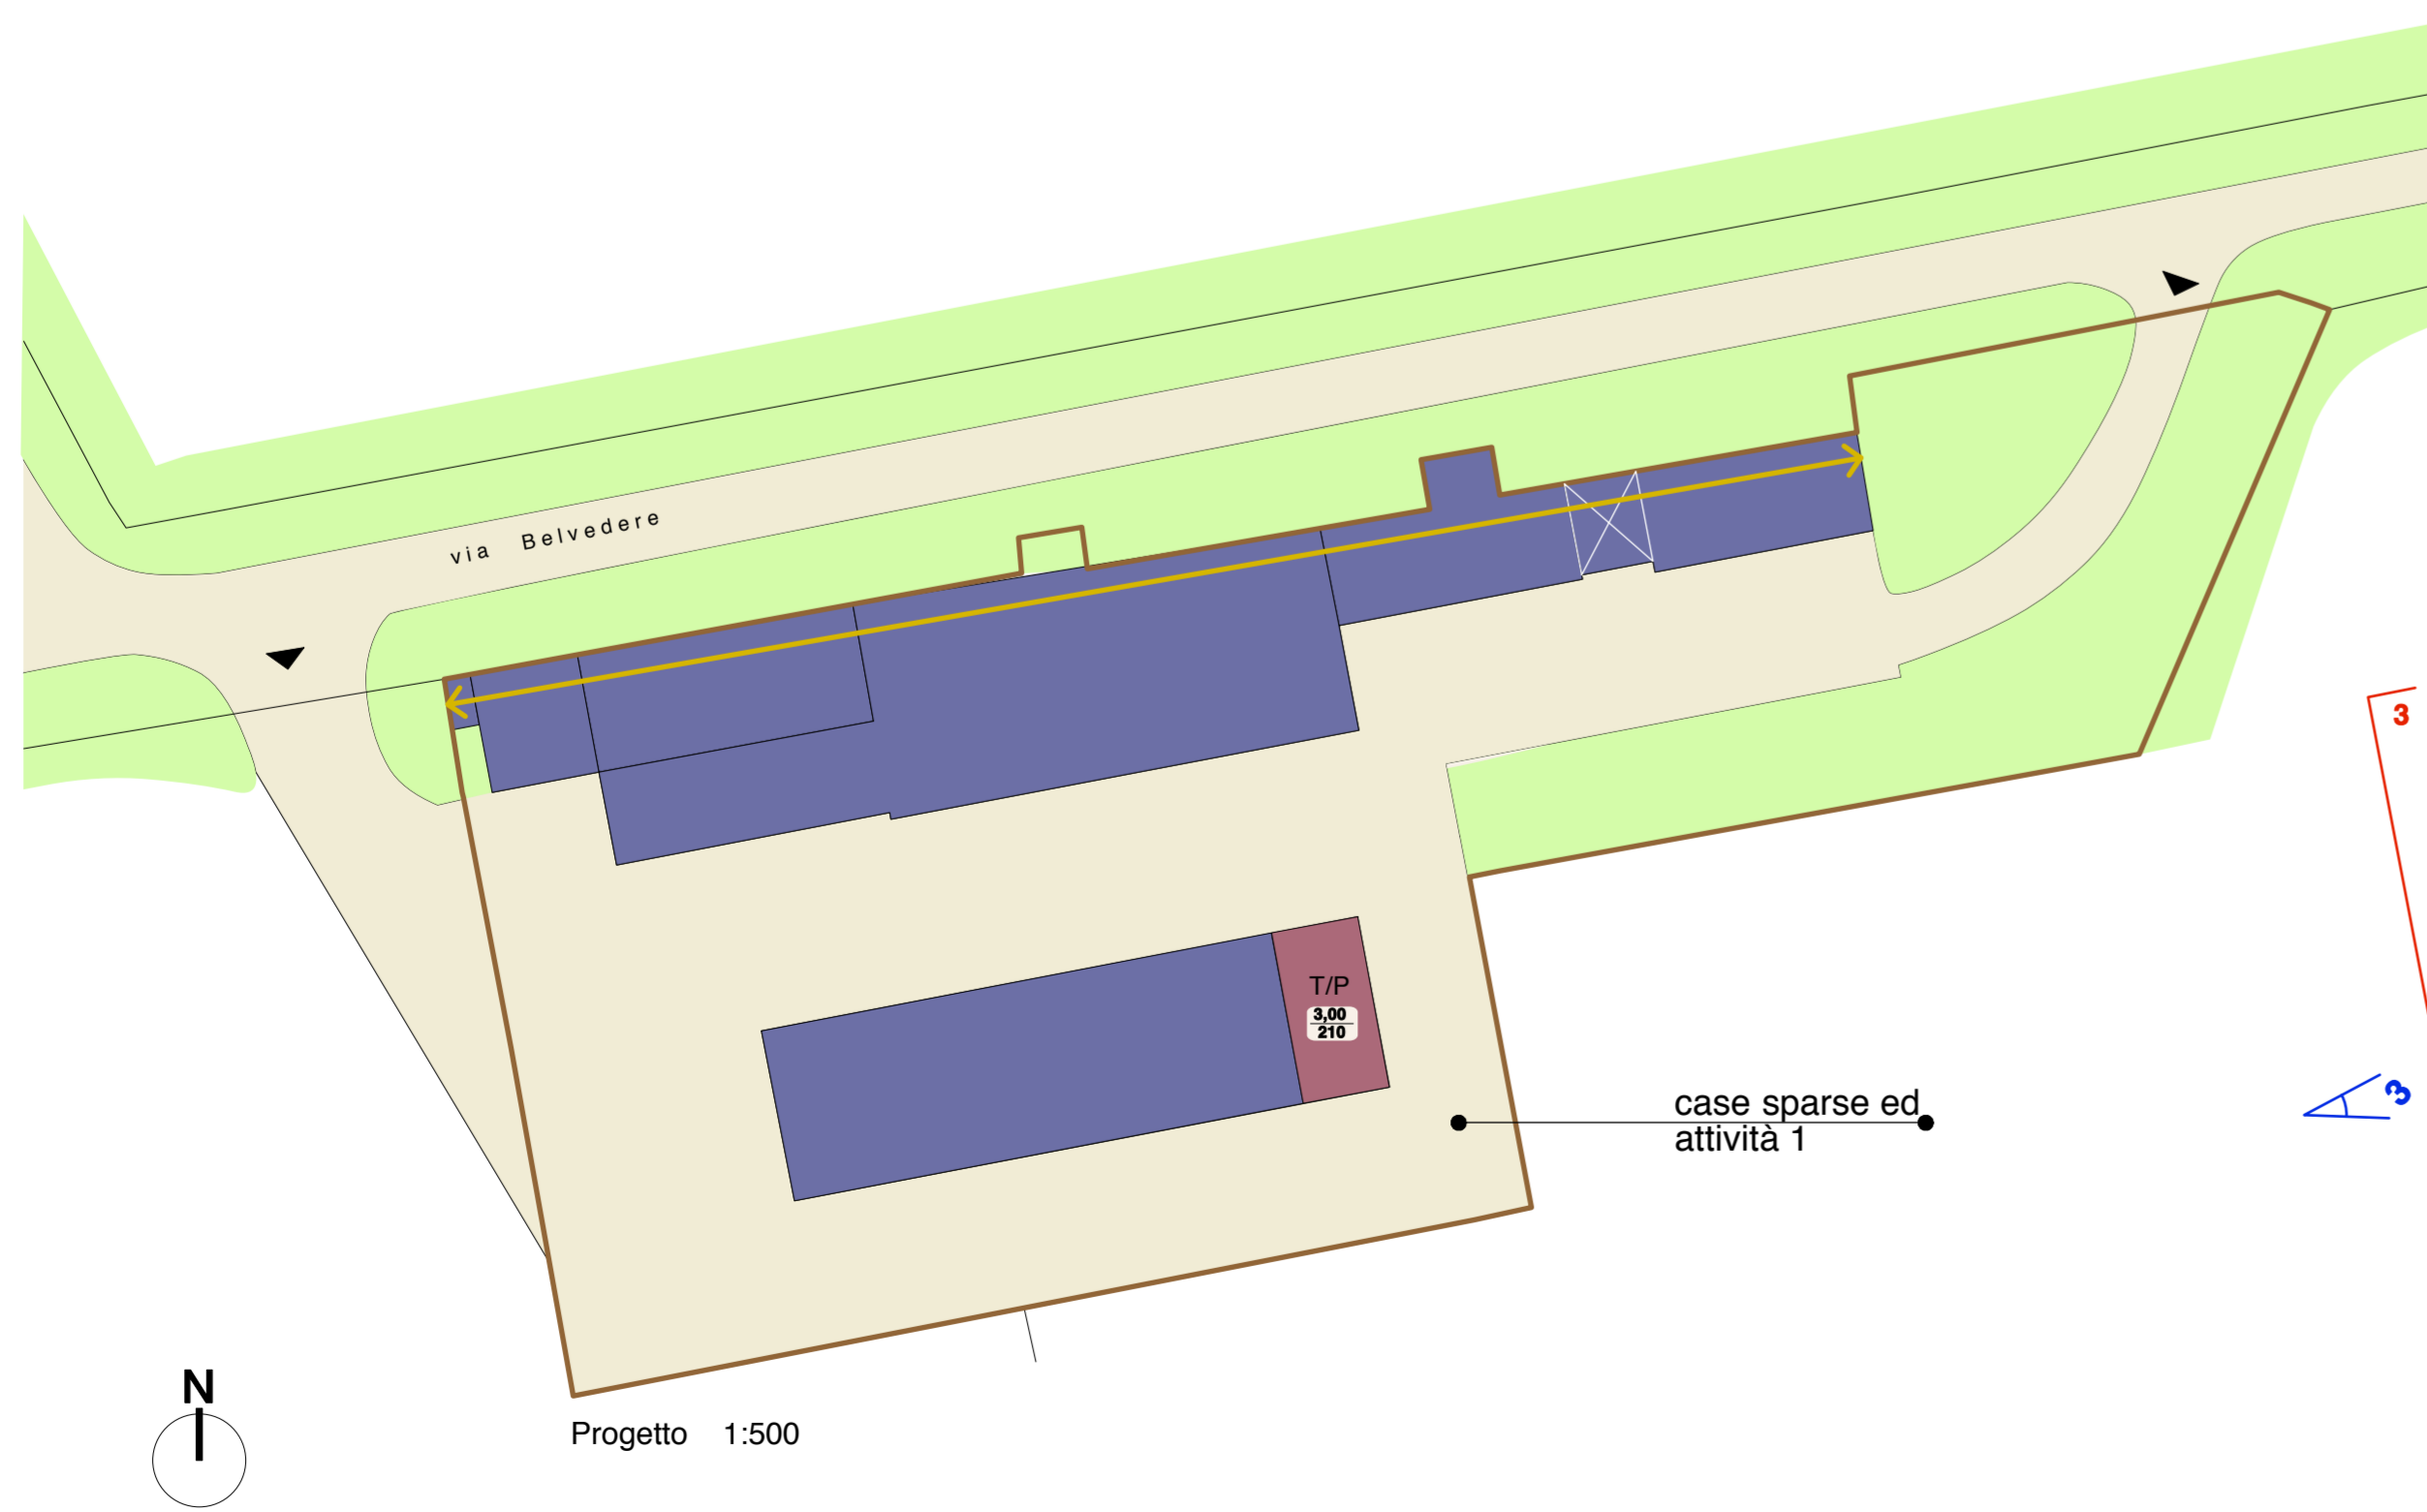 via Belvedere
3
T/P
3,00
210
case sparse ed
attività 1
3
N
Progetto 1:500